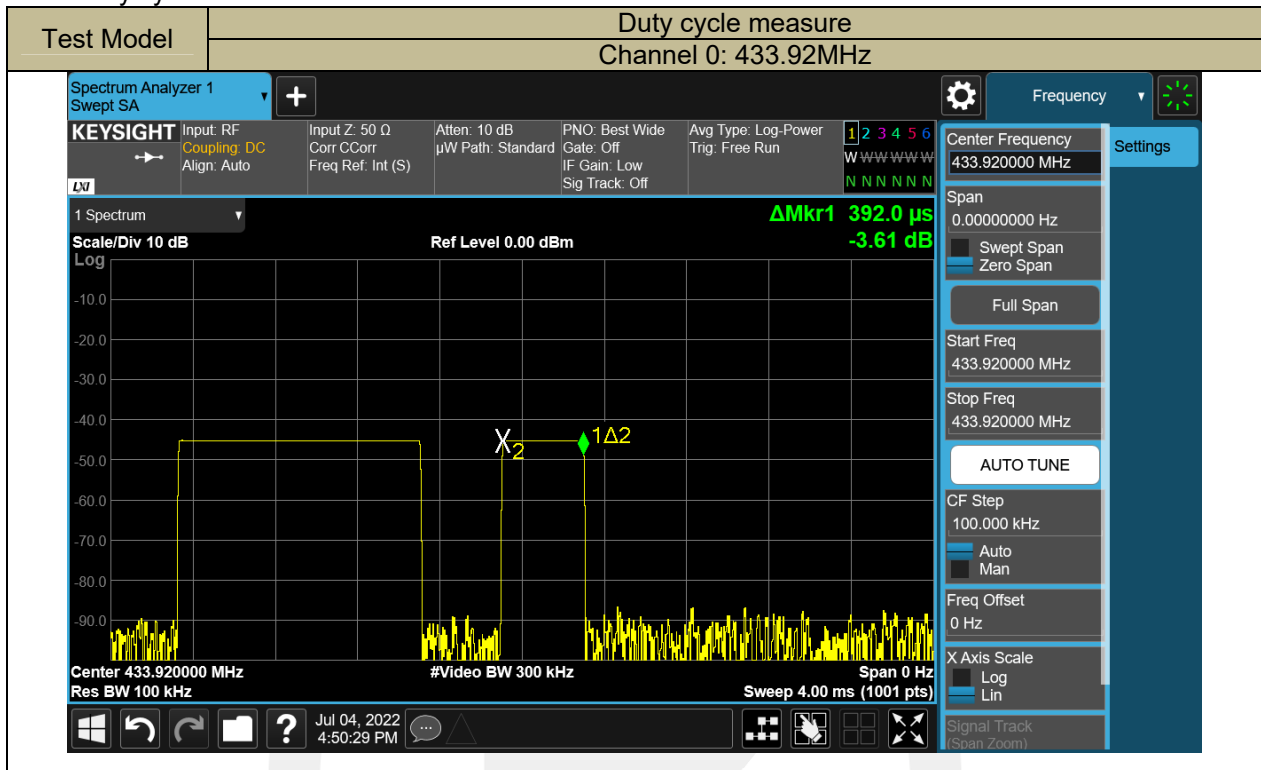 Test Model
Duty cycle measure
Channel 0: 433.92MHz
Spectrum Analyzer 1
Swept SA
Frequency
KEYSIGHT
Input: RF
Coupling: DC
Align: Auto
Input Z: 50 Ω
Corr CCorr
Freq Ref: Int (S)
Atten: 10 dB
µW Path: Standard
PNO: Best Wide
Gate: Off
IF Gain: Low
Sig Track: Off
Avg Type: Log-Power
Trig: Free Run
1 2 3 4 5 6
W W W W W W
N N N N N N
LXI
1 Spectrum
Scale/Div 10 dB
Log
Ref Level 0.00 dBm
ΔMkr1 392.0 µs
-3.61 dB
-10.0
-20.0
-30.0
-40.0
-50.0
-60.0
-70.0
-80.0
-90.0
X2
1Δ2
Center 433.920000 MHz
Res BW 100 kHz
#Video BW 300 kHz
Span 0 Hz
Sweep 4.00 ms (1001 pts)
Jul 04, 2022
4:50:29 PM
Center Frequency
433.920000 MHz
Settings
Span
0.00000000 Hz
Swept Span
Zero Span
Full Span
Start Freq
433.920000 MHz
Stop Freq
433.920000 MHz
AUTO TUNE
CF Step
100.000 kHz
Auto
Man
Freq Offset
0 Hz
X Axis Scale
Log
Lin
Signal Track
(Span Zoom)